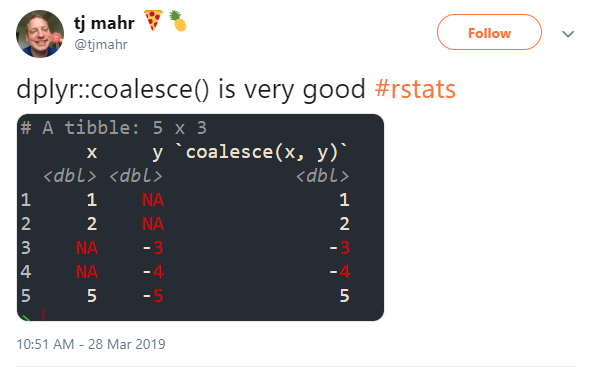 tj mahr 🍕🍍
@tjmahr
Follow
dplyr::coalesce() is very good #rstats
# A tibble: 5 x 3
x y `coalesce(x, y)`
<dbl> <dbl> <dbl>
1 1 NA 1
2 2 NA 2
3 NA -3 -3
4 NA -4 -4
5 5 -5 5
10:51 AM - 28 Mar 2019